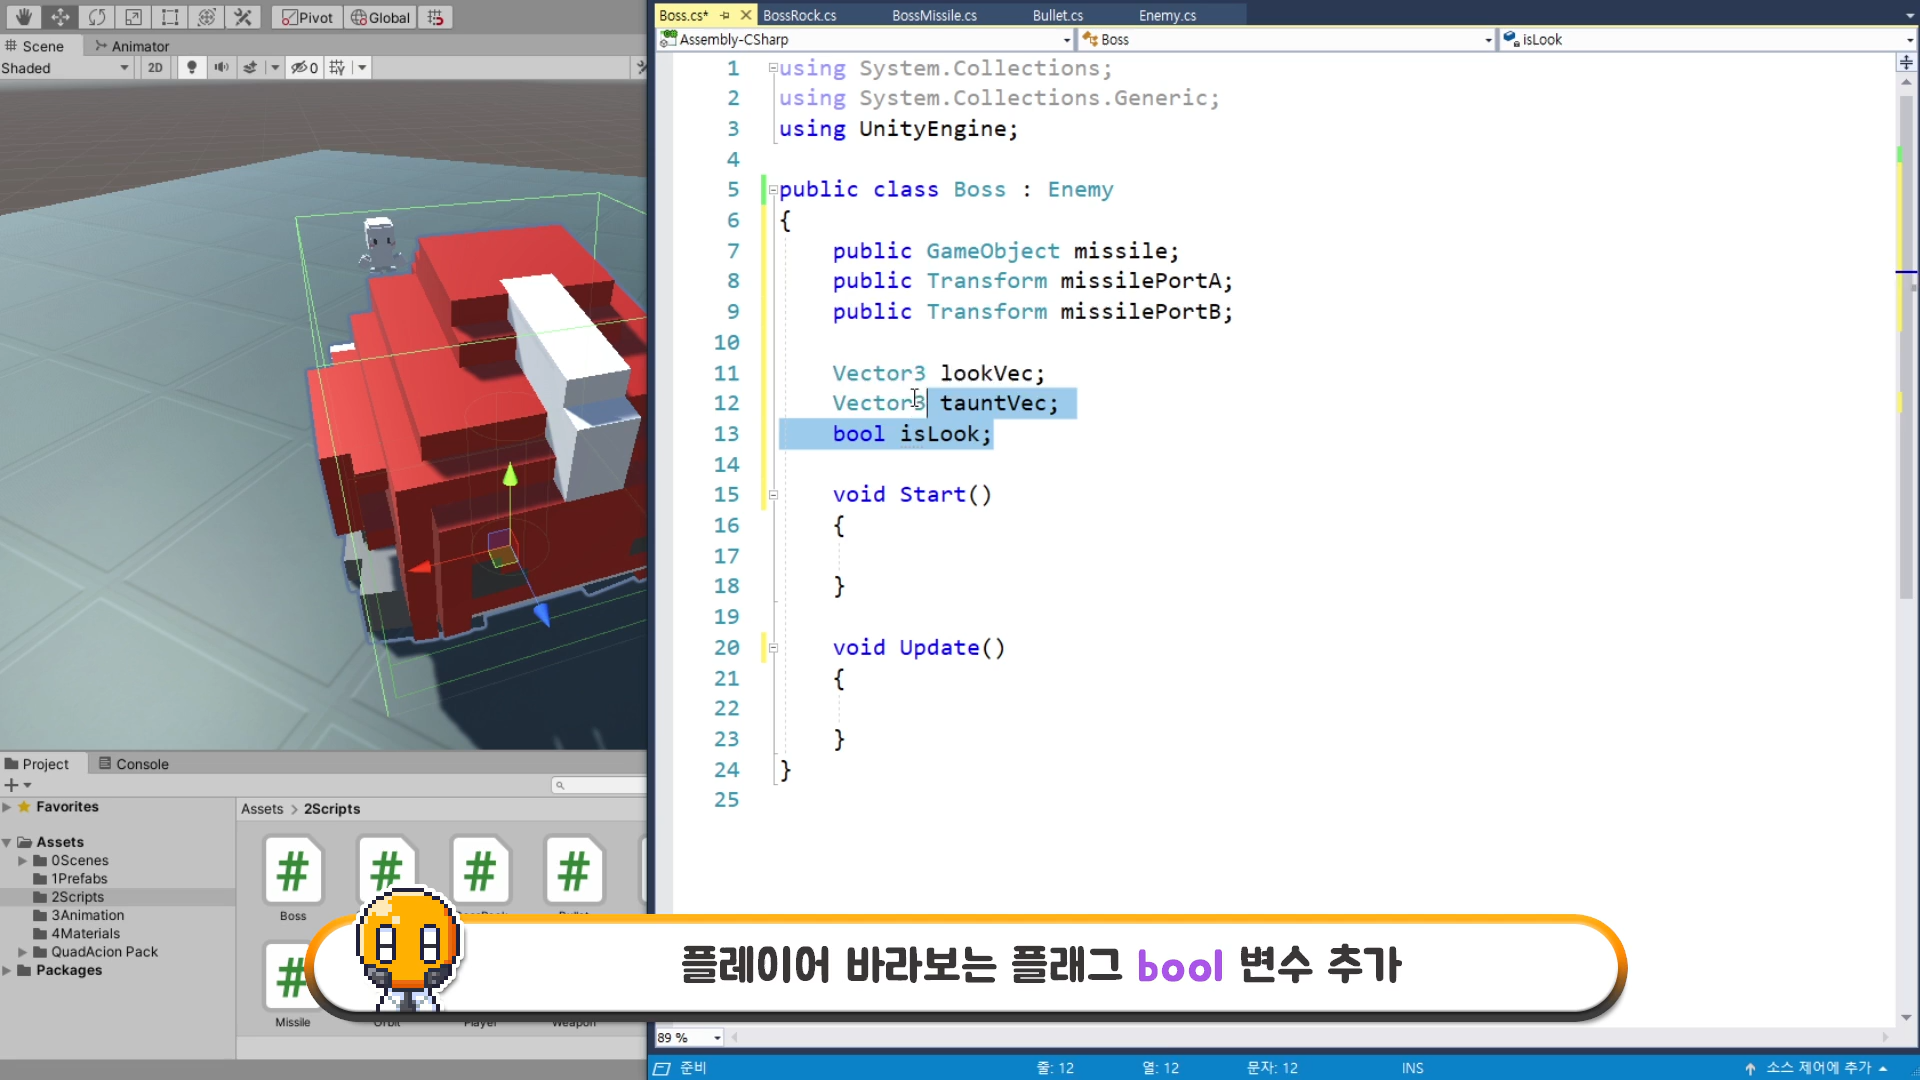 Pivot
Global
Scene
Animator
Shaded
2D
0
Project
Console
Favorites
Assets
0Scenes
1Prefabs
2Scripts
3Animation
4Materials
QuadAcion Pack
Packages
Assets > 2Scripts
Boss
Missile
Orbit
Player
Weapon
Boss.cs*
BossRock.cs
BossMissile.cs
Bullet.cs
Enemy.cs
Assembly-CSharp
Boss
isLook
1 using System.Collections;
2 using System.Collections.Generic;
3 using UnityEngine;
4
5 public class Boss : Enemy
6 {
7 public GameObject missile;
8 public Transform missilePortA;
9 public Transform missilePortB;
10
11 Vector3 lookVec;
12 Vector3 tauntVec;
13 bool isLook;
14
15 void Start()
16 {
17
18 }
19
20 void Update()
21 {
22
23 }
24 }
25
플레이어 바라보는 플래그 bool 변수 추가
89 %
준비
줄: 12
열: 12
문자: 12
INS
소스 제어에 추가